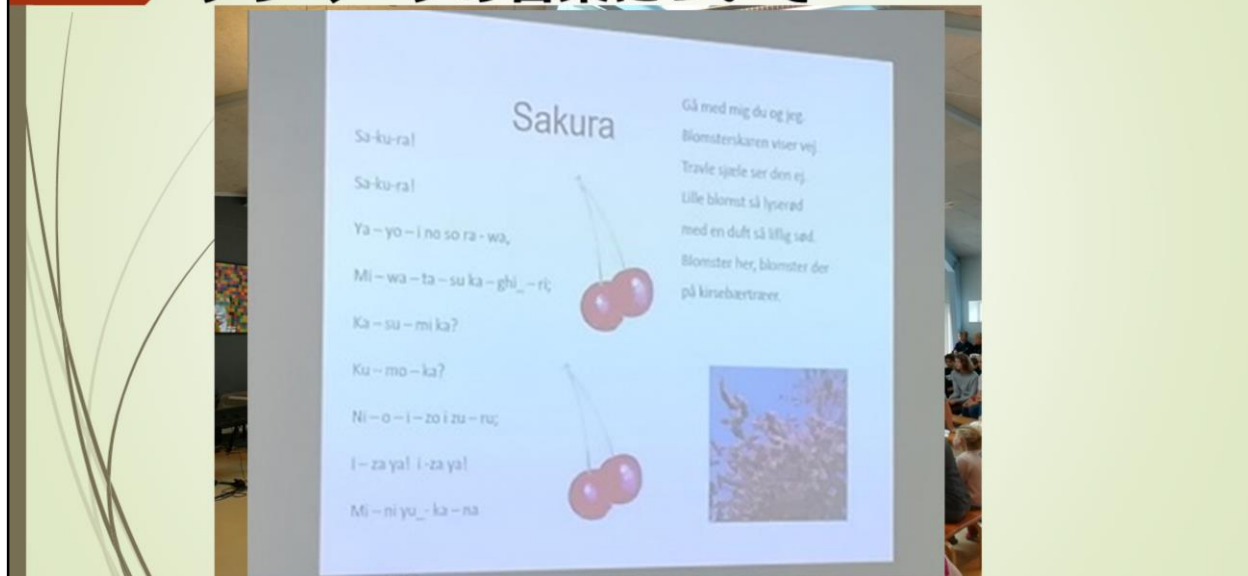 Sakura
Sa-ku-ra!
Sa-ku-ra!
Ya – yo – i no so ra - wa,
Mi – wa – ta – su ka – ghi_ – ri;
Ka – su – mi ka?
Ku – mo – ka?
Ni – o – i – zo i zu – ru;
I – za ya! i -za ya!
Mi – ni yu_ - ka – na
Gå med mig du og jeg.
Blomsterskaren viser vej.
Travle sjæle ser den ej.
Lille blomst så lyserød
med en duft så liflig sød.
Blomster her, blomster der
på kirsebærtræer.